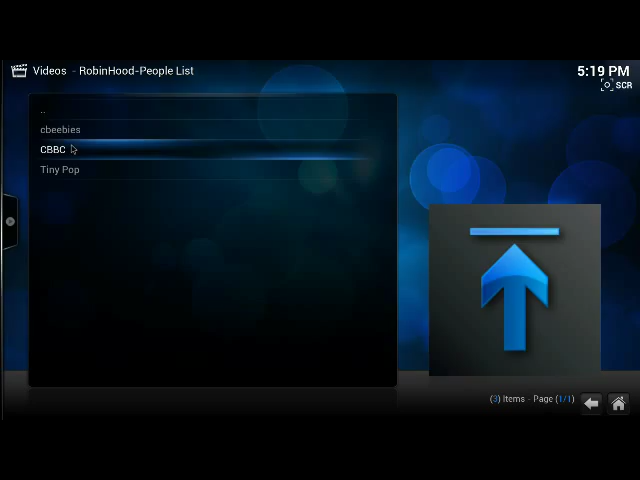 Videos - RobinHood-People List
5:19 PM
SCR
..
cbeebies
CBBC
Tiny Pop
(3) Items - Page (1/1)